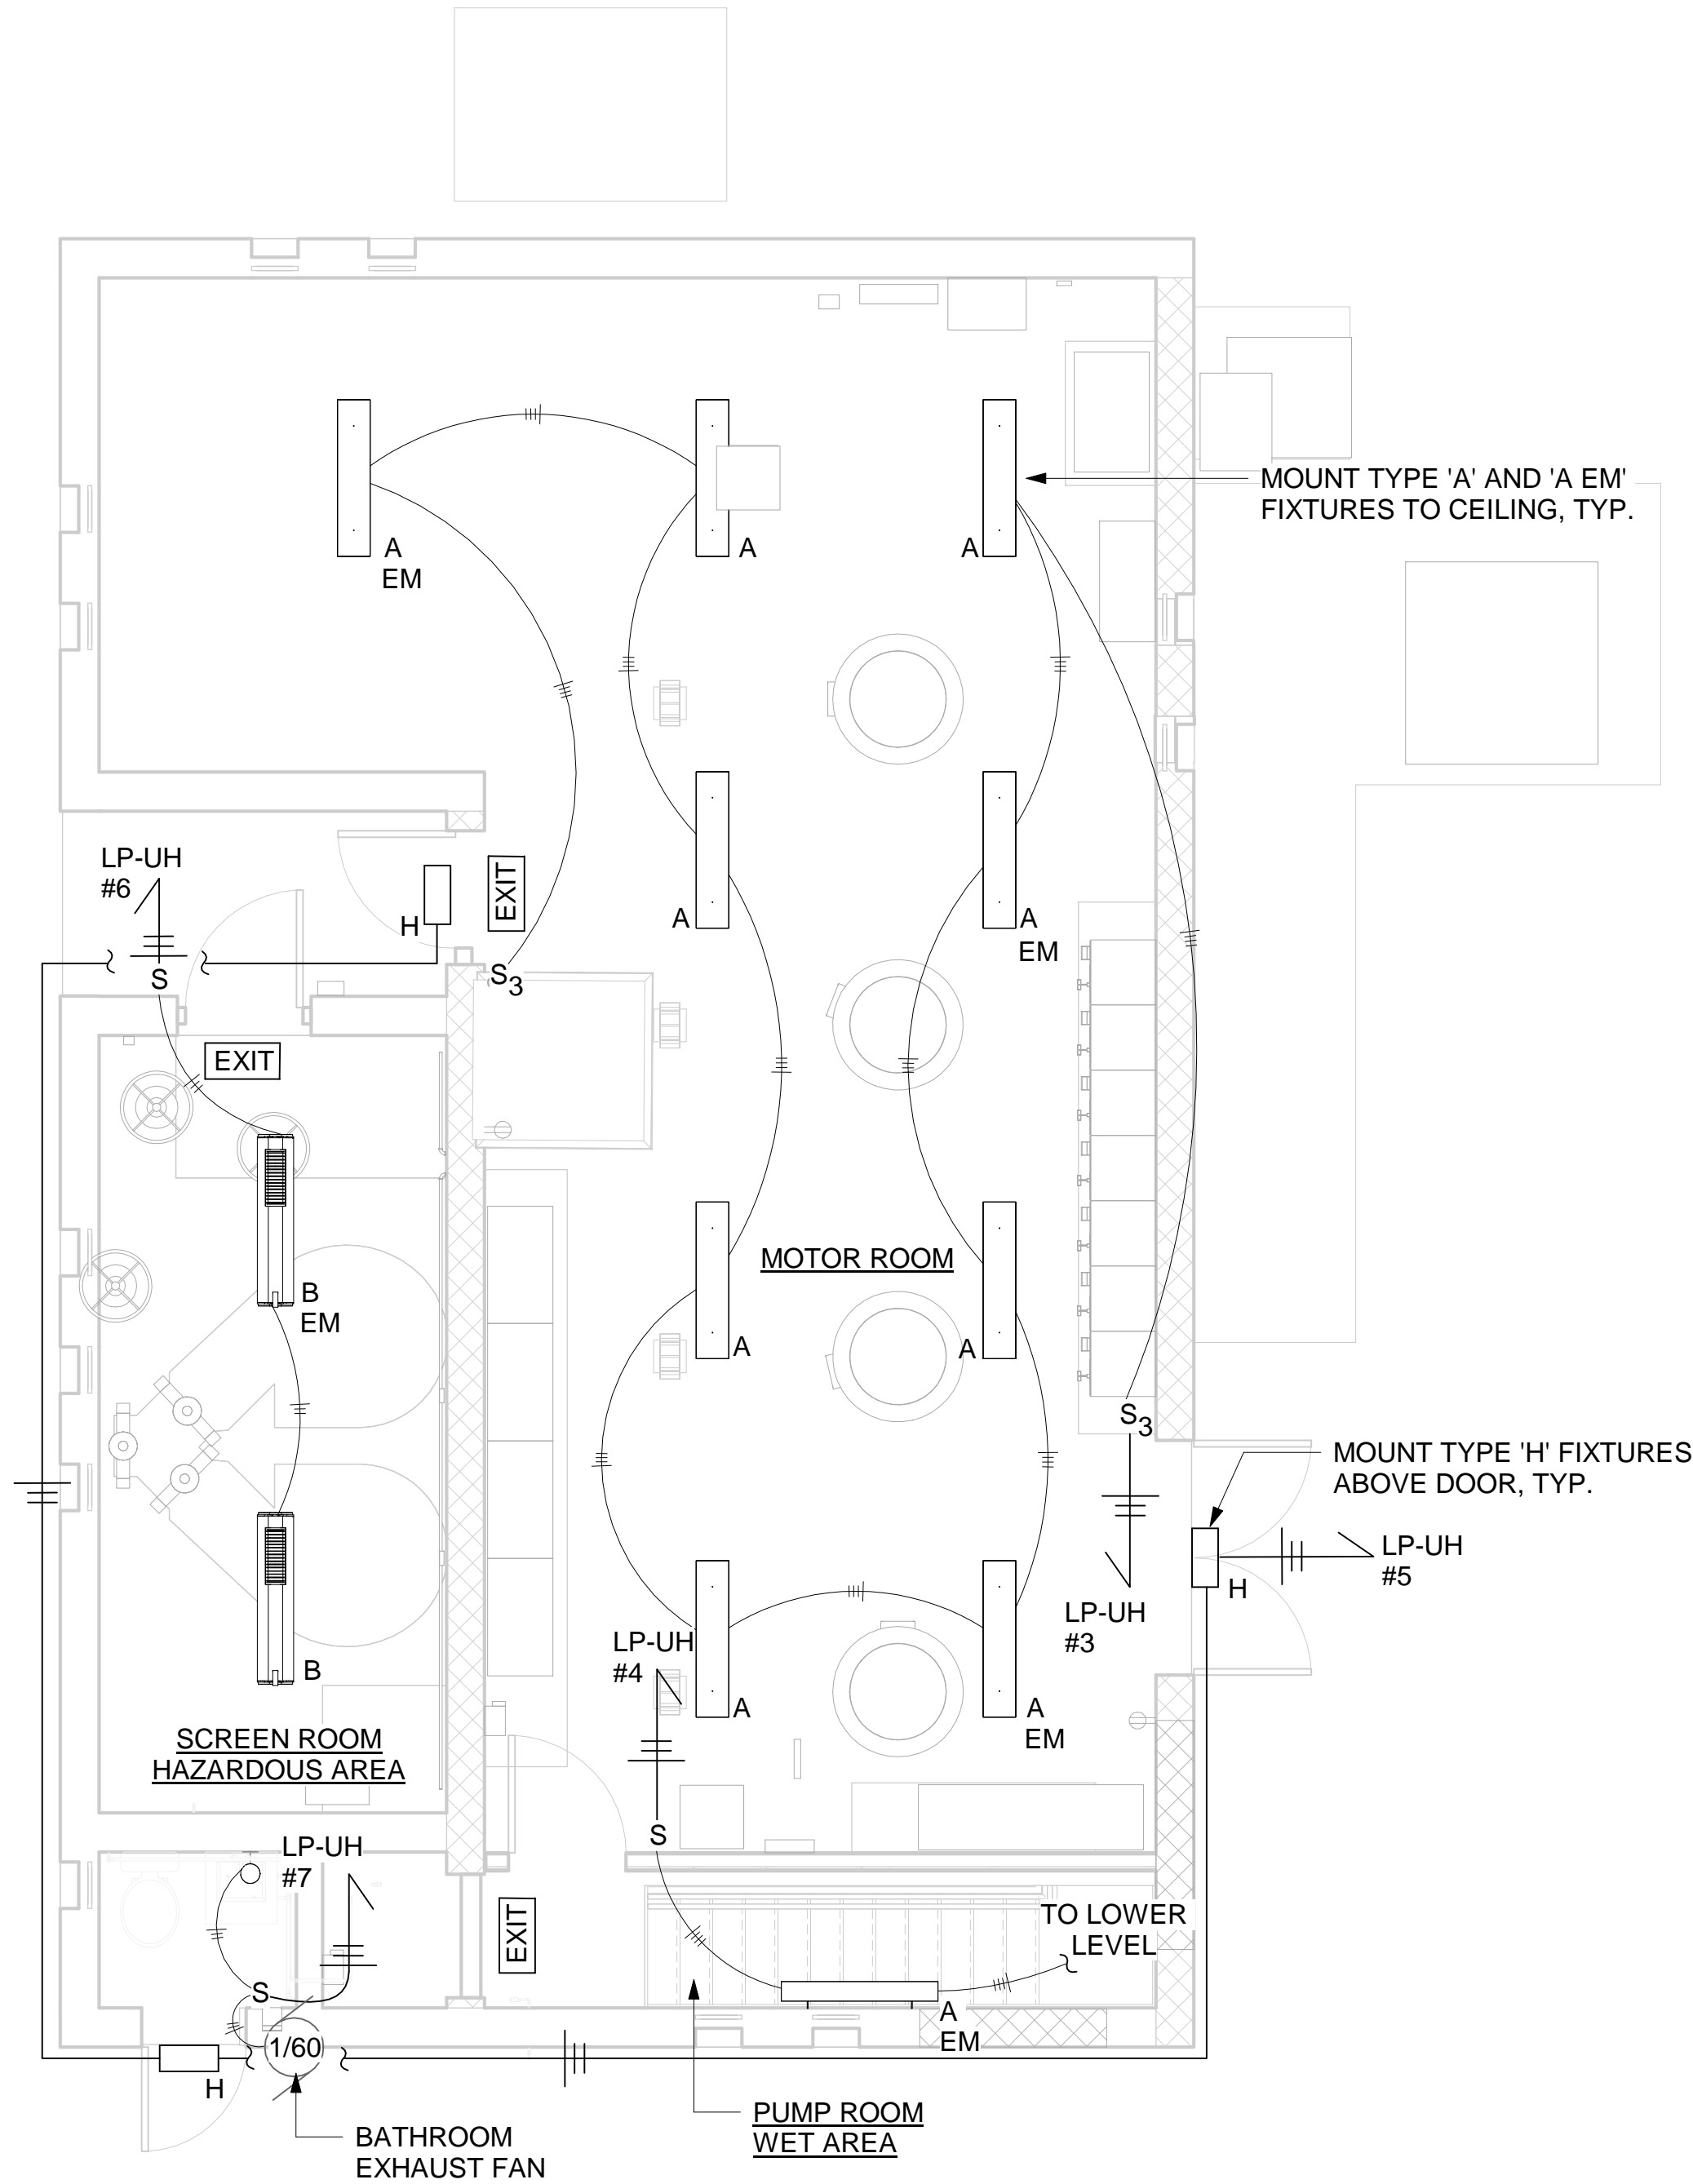 MOUNT TYPE 'A' AND 'A EM'
FIXTURES TO CEILING, TYP.
A
EM
A
A
LP-UH
#6
H
EXIT
A
A
EM
S
S3
EXIT
MOTOR ROOM
B
EM
A
A
S3
MOUNT TYPE 'H' FIXTURES
ABOVE DOOR, TYP.
LP-UH
#5
H
LP-UH
#3
LP-UH
#4
B
A
A
EM
SCREEN ROOM
HAZARDOUS AREA
S
LP-UH
#7
EXIT
TO LOWER
LEVEL
S
A
EM
1/60
H
PUMP ROOM
WET AREA
BATHROOM
EXHAUST FAN